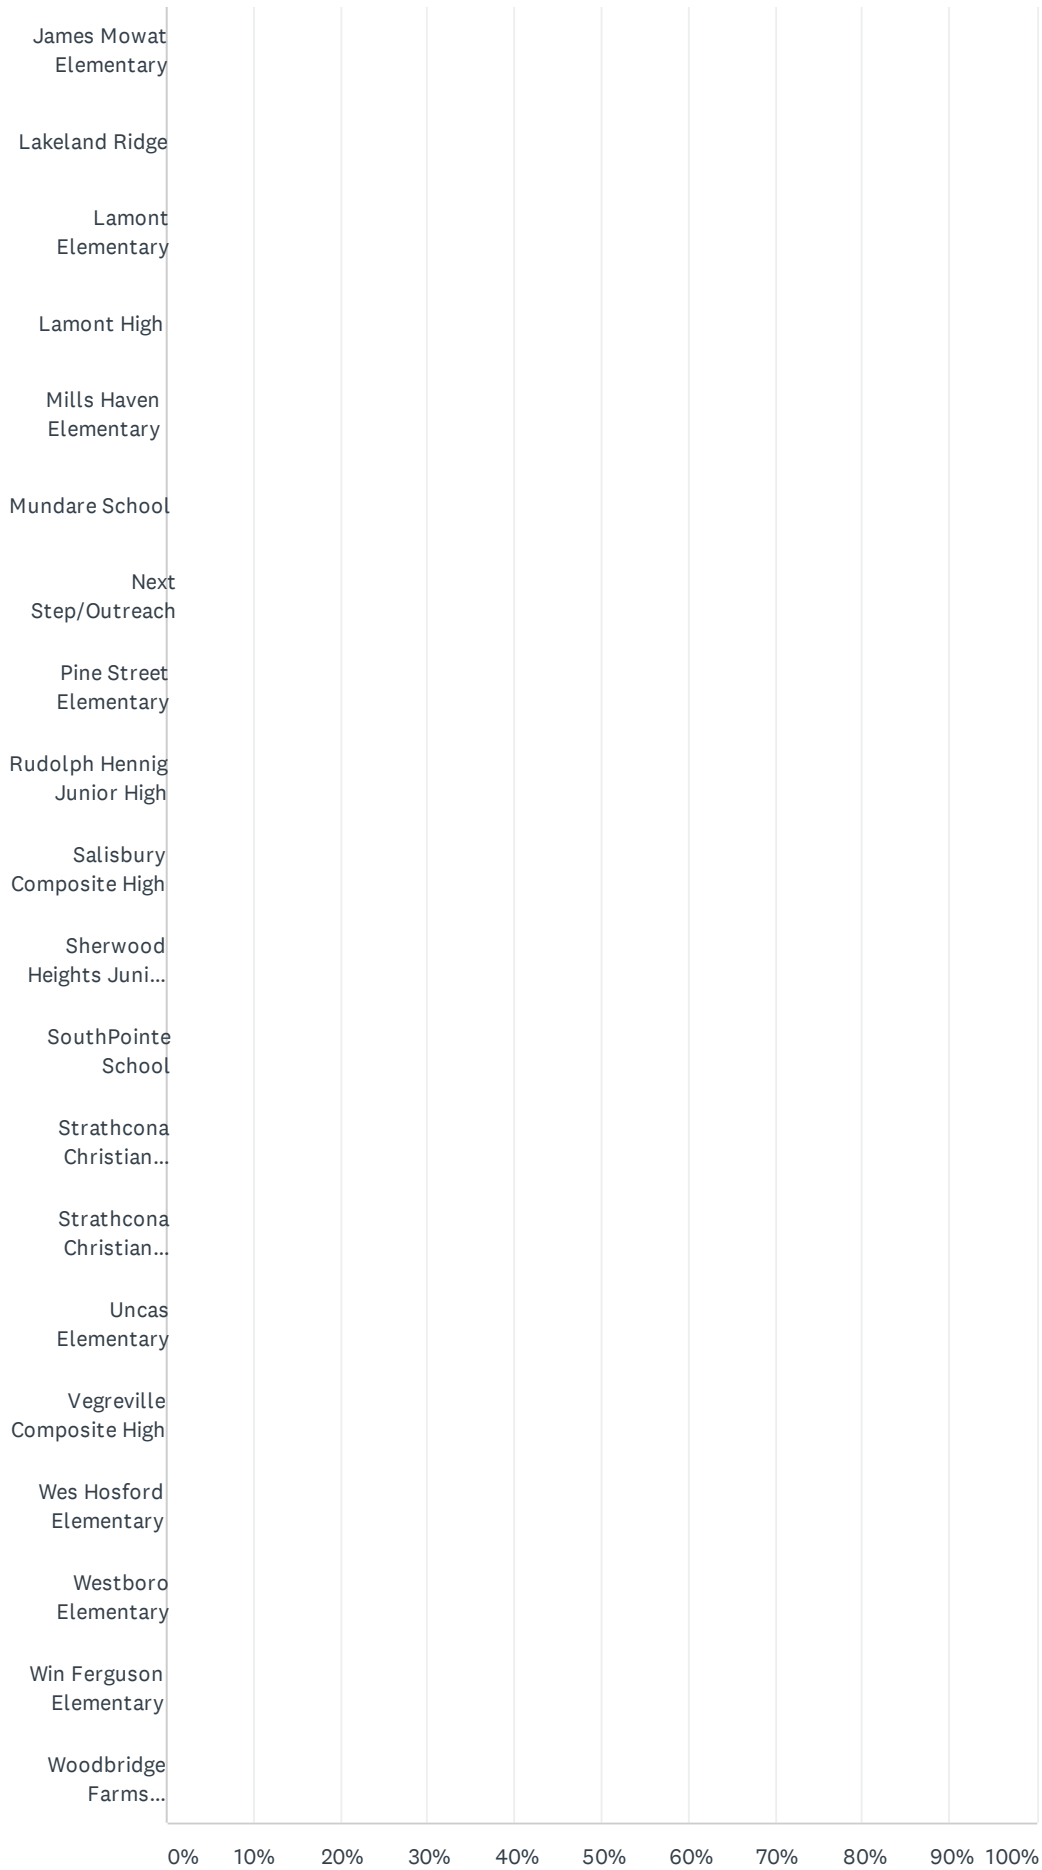 James Mowat
Elementary
Lakeland Ridge
Lamont
Elementary
Lamont High
Mills Haven
Elementary
Mundare School
Next
Step/Outreach
Pine Street
Elementary
Rudolph Hennig
Junior High
Salisbury
Composite High
Sherwood
Heights Juni...
SouthPointe
School
Strathcona
Christian...
Strathcona
Christian...
Uncas
Elementary
Vegreville
Composite High
Wes Hosford
Elementary
Westboro
Elementary
Win Ferguson
Elementary
Woodbridge
Farms...
0% 10% 20% 30% 40% 50% 60% 70% 80% 90% 100%